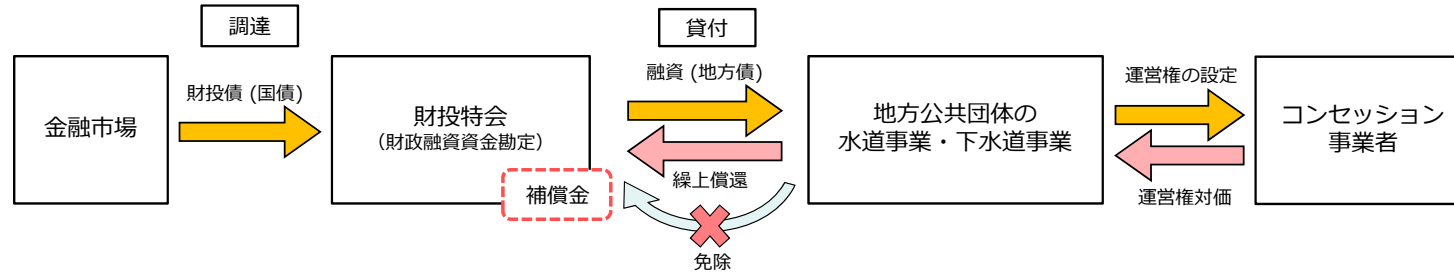 調達
貸付
金融市場
財投債 (国債)
財投特会
（財政融資資金勘定）
補償金
融資 (地方債)
繰上償還
免除
地方公共団体の
水道事業・下水道事業
運営権の設定
運営権対価
コンセッション
事業者